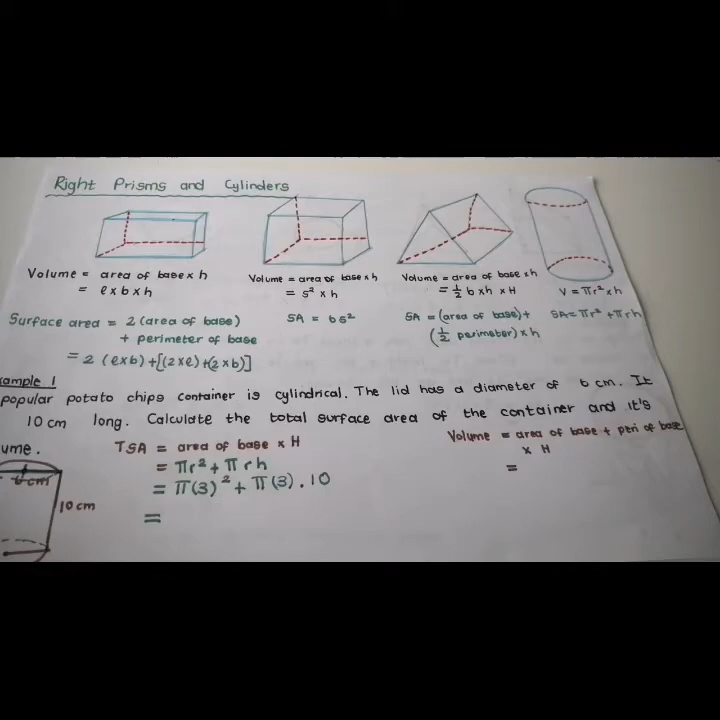 Right Prisms and Cylinders
Volume = area of base x h
= l x b x h
Volume = area of base x h
= s² x h
Volume = area of base x h
= ½ b x h x H
V = πr² x h
Surface area = 2 (area of base)
+ perimeter of base
= 2 (l x b) + [(2 x l) + (2 x b)]
SA = 6s²
SA = (area of base) +
(½ perimeter) x h
SA = πr² + πrh
ample 1
popular potato chips container is cylindrical. The lid has a diameter of 6 cm. It
10 cm long. Calculate the total surface area of the container and it's
ume.
TSA = area of base x H
= πr² + πrh
= π(3)² + π(3) . 10
=
Volume = area of base + peri of base
x H
=
6 cm
10 cm